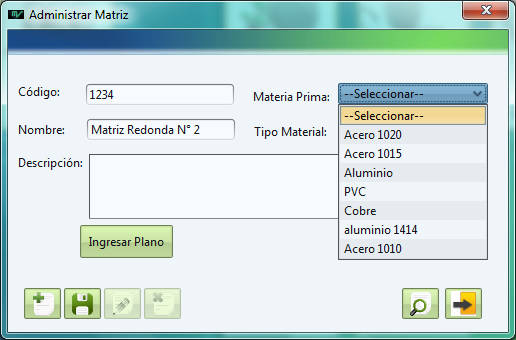 Administrar Matriz
Código: 1234 Materia Prima: --Seleccionar--
--Seleccionar--
Nombre: Matriz Redonda N° 2 Tipo Material: Acero 1020
Acero 1015
Descripción: Aluminio
PVC
Cobre
aluminio 1414
Ingresar Plano Acero 1010